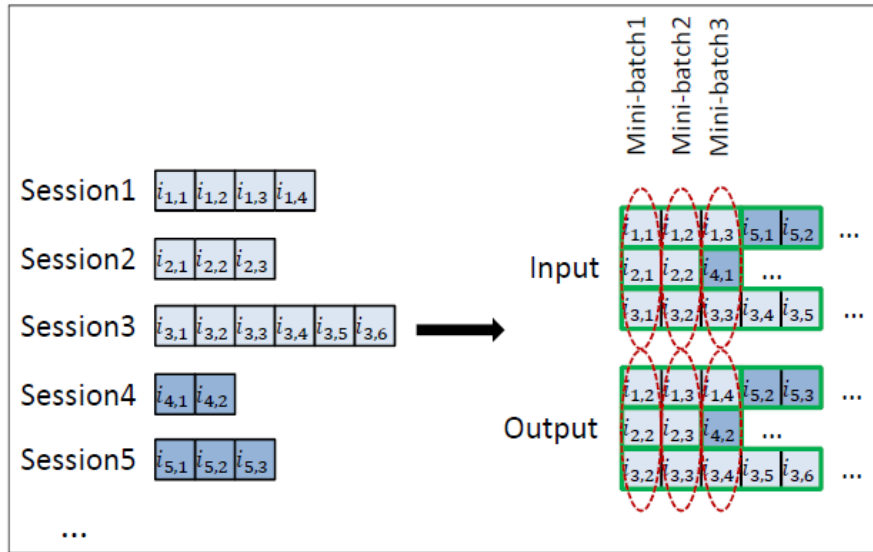 Mini-batch1
Mini-batch2
Mini-batch3
Session1 i1,1 i1,2 i1,3 i1,4
Session2 i2,1 i2,2 i2,3
Session3 i3,1 i3,2 i3,3 i3,4 i3,5 i3,6
Session4 i4,1 i4,2
Session5 i5,1 i5,2 i5,3
...
Input
i1,1 i1,2 i1,3 i5,1 i5,2 ...
i2,1 i2,2 i4,1 ...
i3,1 i3,2 i3,3 i3,4 i3,5
Output
i1,2 i1,3 i1,4 i5,2 i5,3 ...
i2,2 i2,3 i4,2 ...
i3,2 i3,3 i3,4 i3,5 i3,6 ...